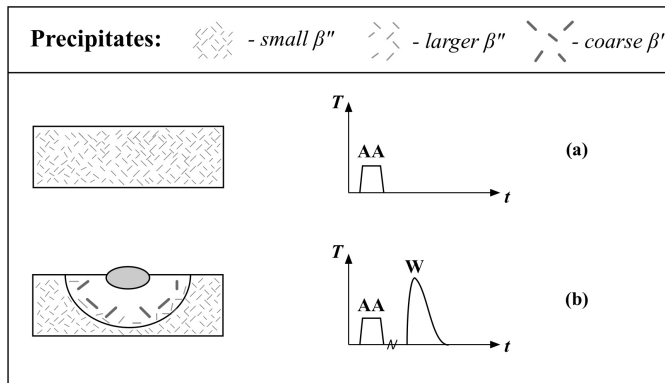 Precipitates: - small β" - larger β" - coarse β'
T
AA
t
(a)
T
W
AA
t
(b)